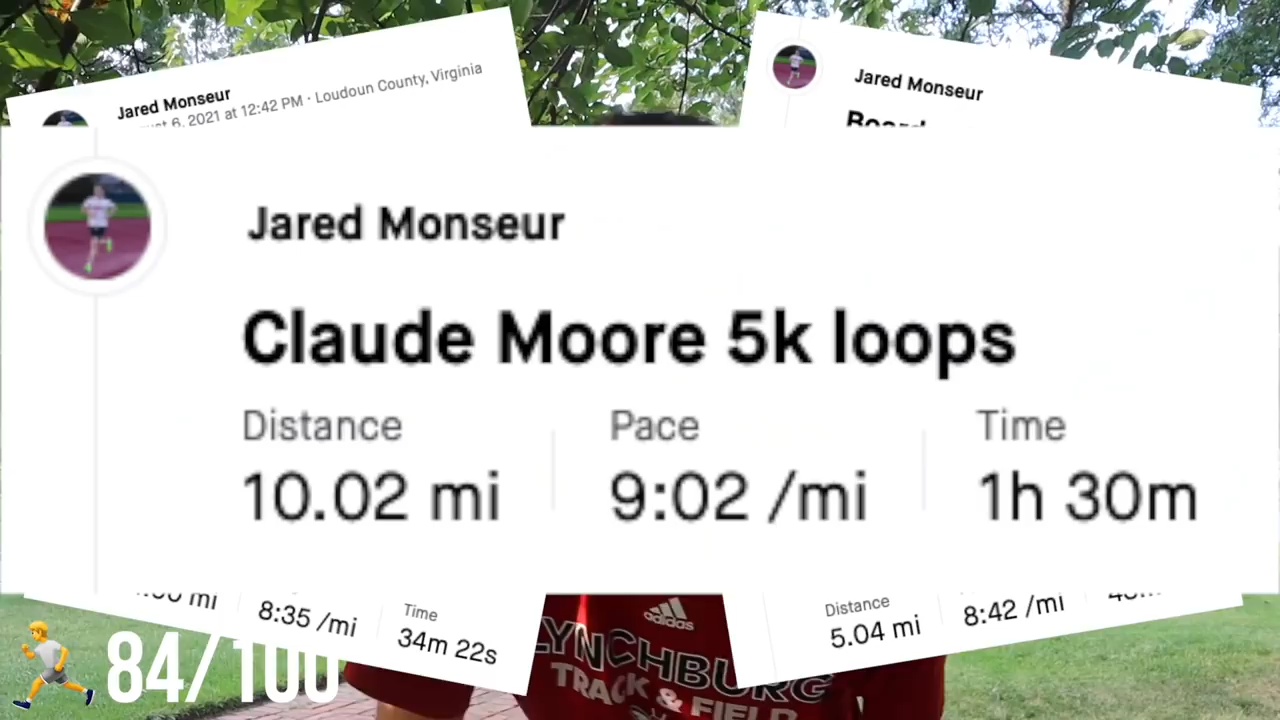 Jared Monseur
6, 2021 at 12:42 PM · Loudoun County, Virginia
Jared Monseur
Jared Monseur
Claude Moore 5k loops
Distance
Pace
Time
10.02 mi
9:02 /mi
1h 30m
mi
8:35 /mi
Time
34m 22s
Distance
5.04 mi
8:42 /mi
84/100
adidas
LYNCHBURG
TRACK & FIELD